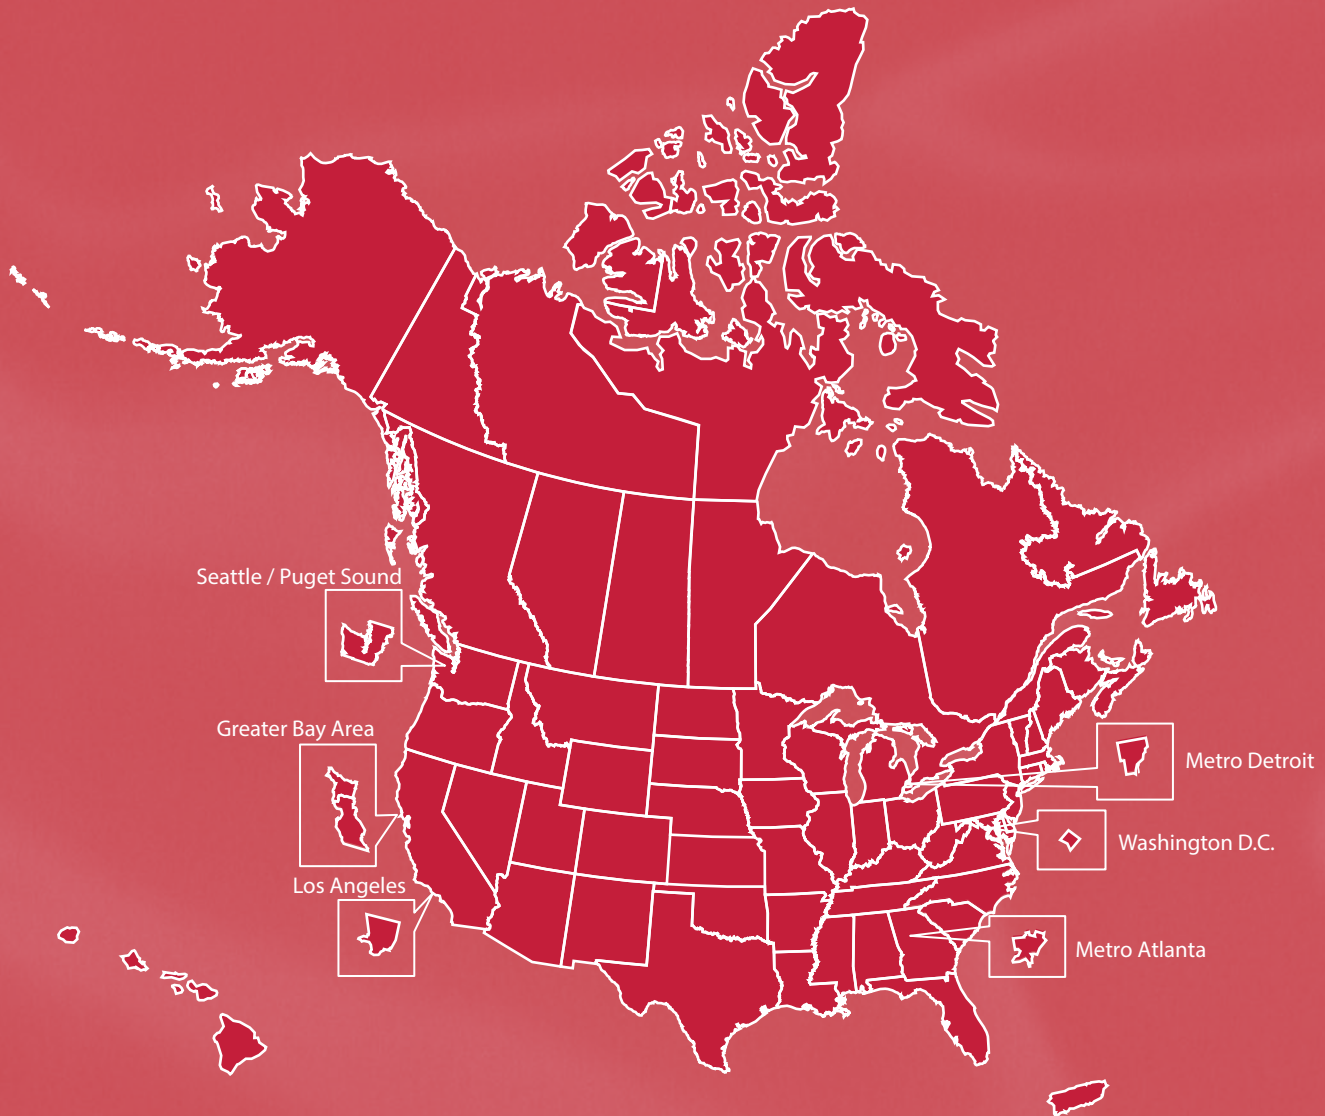 Seattle / Puget Sound
Greater Bay Area
Los Angeles
Metro Detroit
Washington D.C.
Metro Atlanta